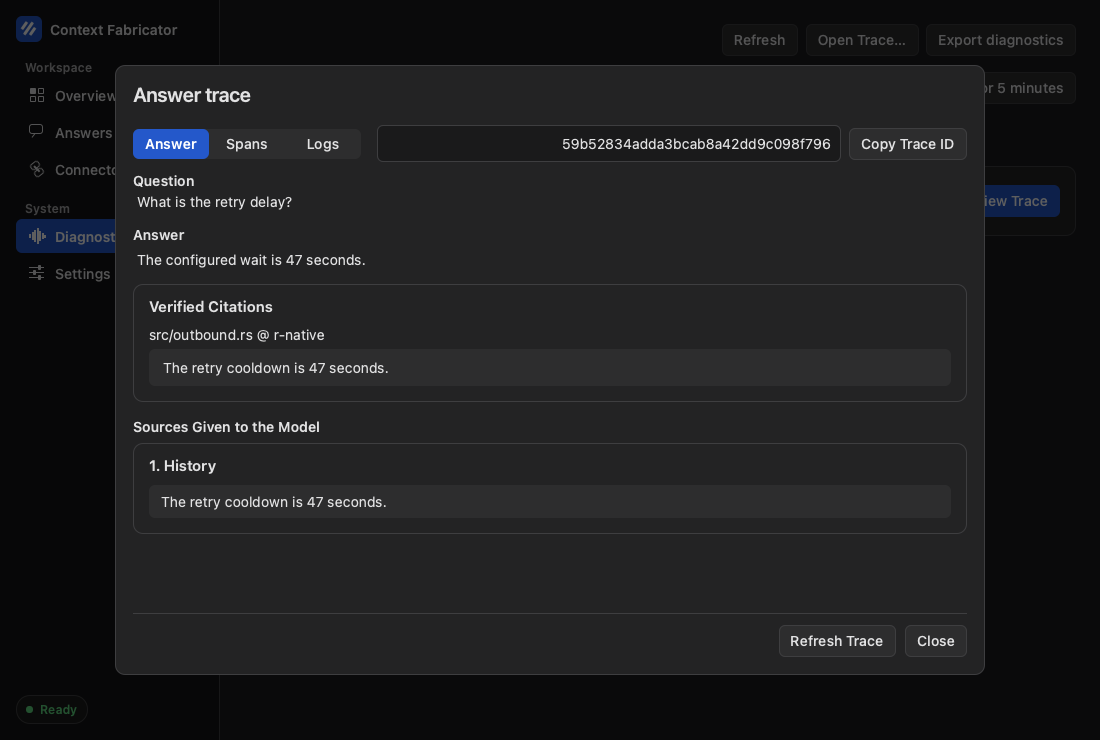 Context Fabricator
Refresh
Open Trace...
Export diagnostics
Workspace
Overview
Answers
System
Settings
or 5 minutes
Answer trace
Answer
Spans
Logs
59b52834adda3bcab8a42dd9c098f796
Copy Trace ID
Question
What is the retry delay?
Answer
The configured wait is 47 seconds.
Verified Citations
src/outbound.rs @ r-native
The retry cooldown is 47 seconds.
Sources Given to the Model
1. History
The retry cooldown is 47 seconds.
Trace
Refresh Trace
Close
Ready